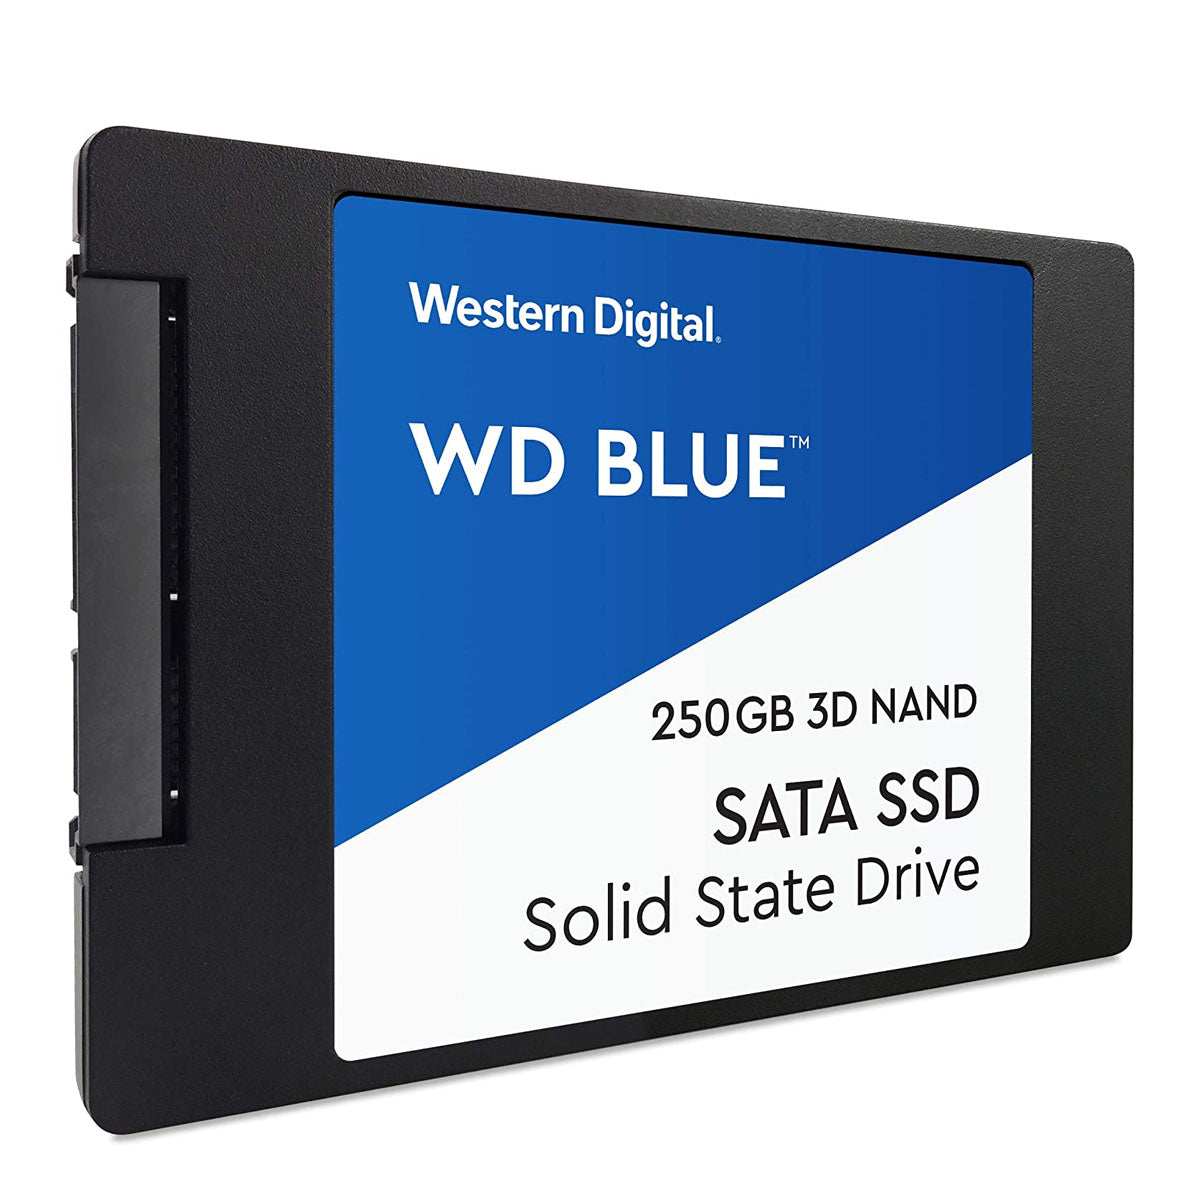 Western Digital®
WD BLUE™
250GB 3D NAND
SATA SSD
Solid State Drive